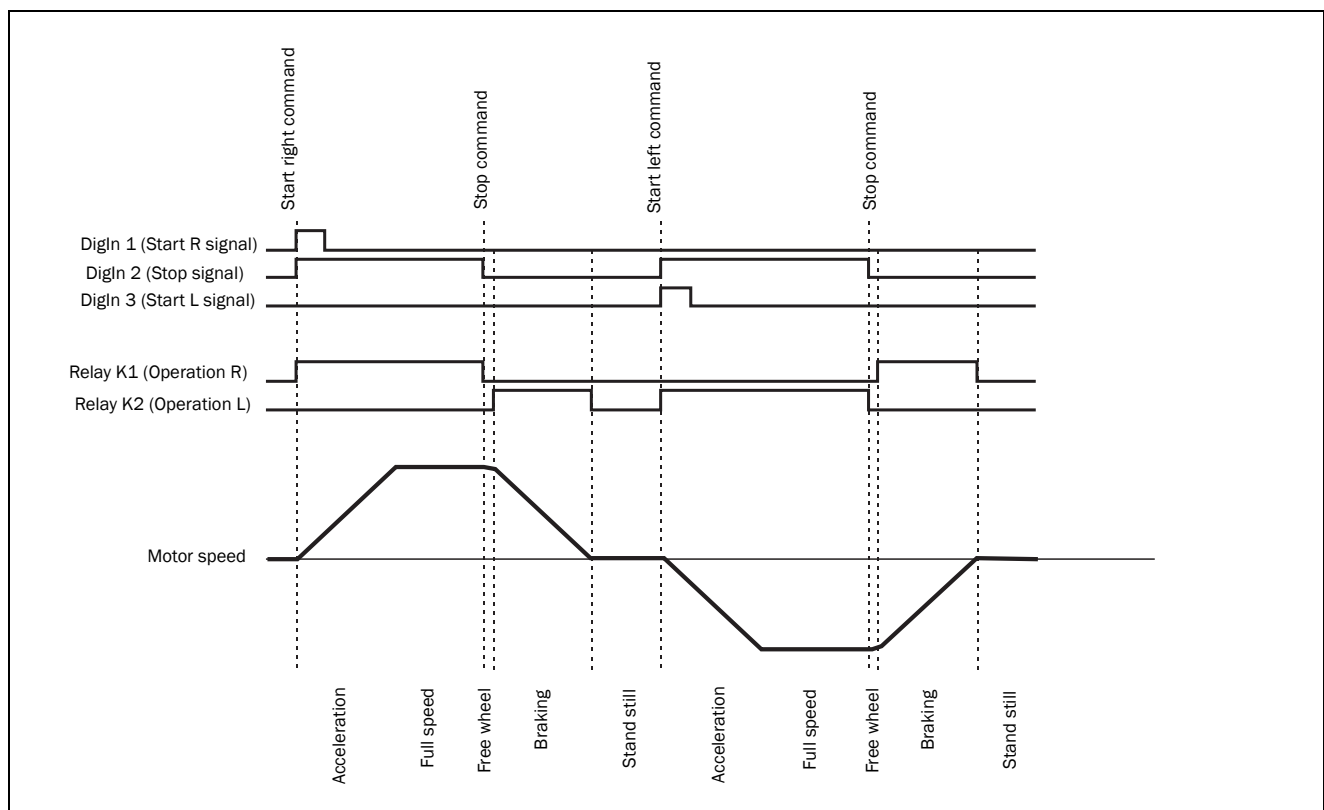 Start right command
Stop command
Start left command
Stop command
DigIn 1 (Start R signal)
DigIn 2 (Stop signal)
DigIn 3 (Start L signal)
Relay K1 (Operation R)
Relay K2 (Operation L)
Motor speed
Acceleration
Full speed
Free wheel
Braking
Stand still
Acceleration
Full speed
Free wheel
Braking
Stand still